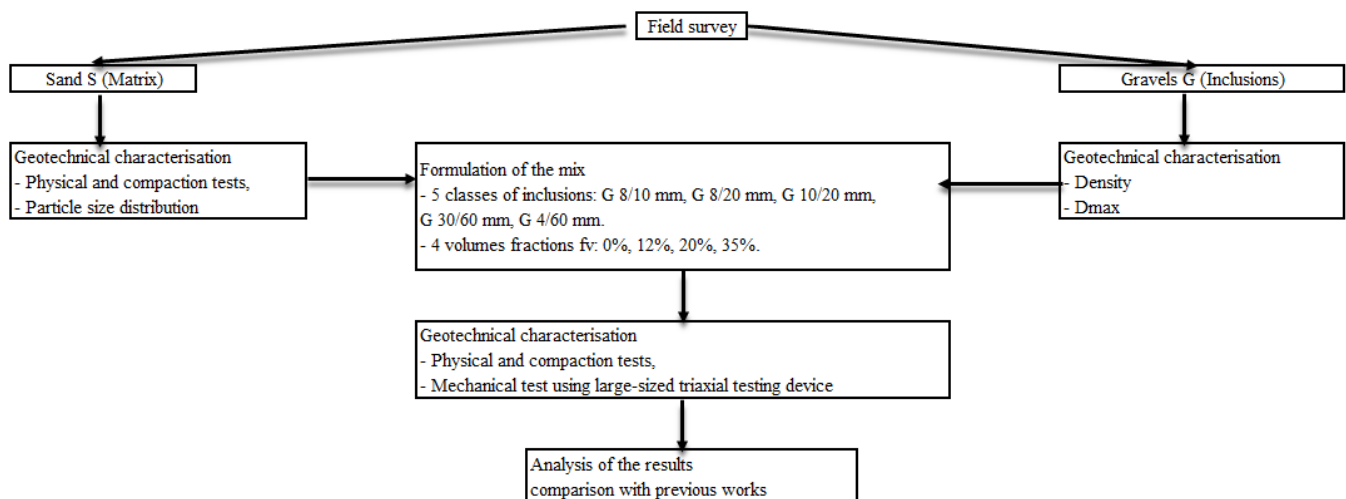 Field survey
Sand S (Matrix)
Gravels G (Inclusions)
Geotechnical characterisation
- Physical and compaction tests,
- Particle size distribution
Formulation of the mix
- 5 classes of inclusions: G 8/10 mm, G 8/20 mm, G 10/20 mm,
G 30/60 mm, G 4/60 mm.
- 4 volumes fractions fv: 0%, 12%, 20%, 35%.
Geotechnical characterisation
- Density
- Dmax
Geotechnical characterisation
- Physical and compaction tests,
- Mechanical test using large-sized triaxial testing device
Analysis of the results
comparison with previous works